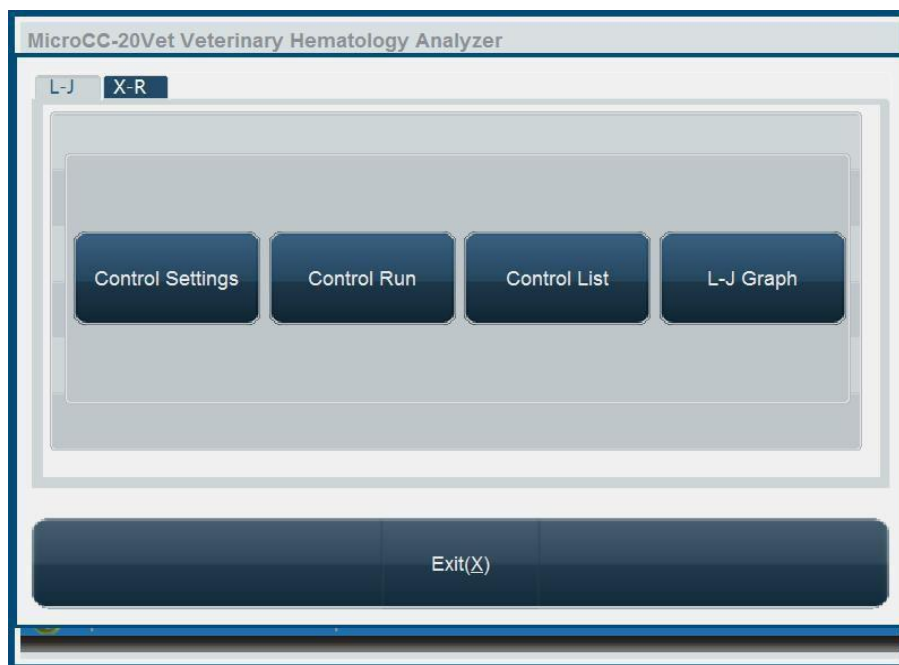 MicroCC-20Vet Veterinary Hematology Analyzer
L-J X-R
Control Settings Control Run Control List L-J Graph
Exit(X)